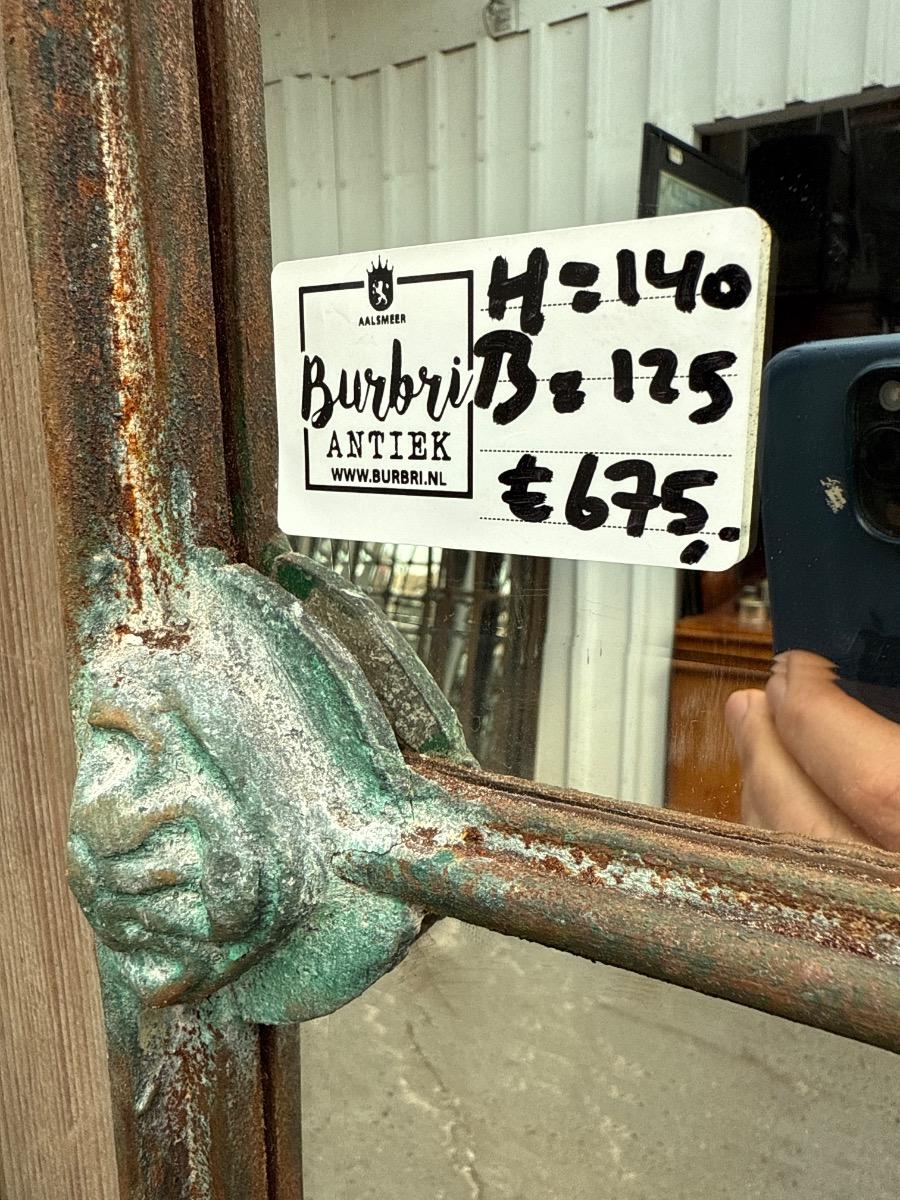 AALSMEER
Burbri
ANTIEK
WWW.BURBRI.NL
H=140
B=125
€675,-